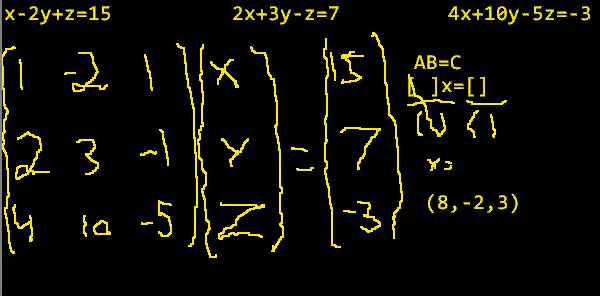 x-2y+z=15 2x+3y-z=7 4x+10y-5z=-3
1 -2 1 x 15
2 3 -1 y = 7
4 10 -5 z -3
AB=C
[ ]x=[]
[ ] [ ]
x=
(8,-2,3)